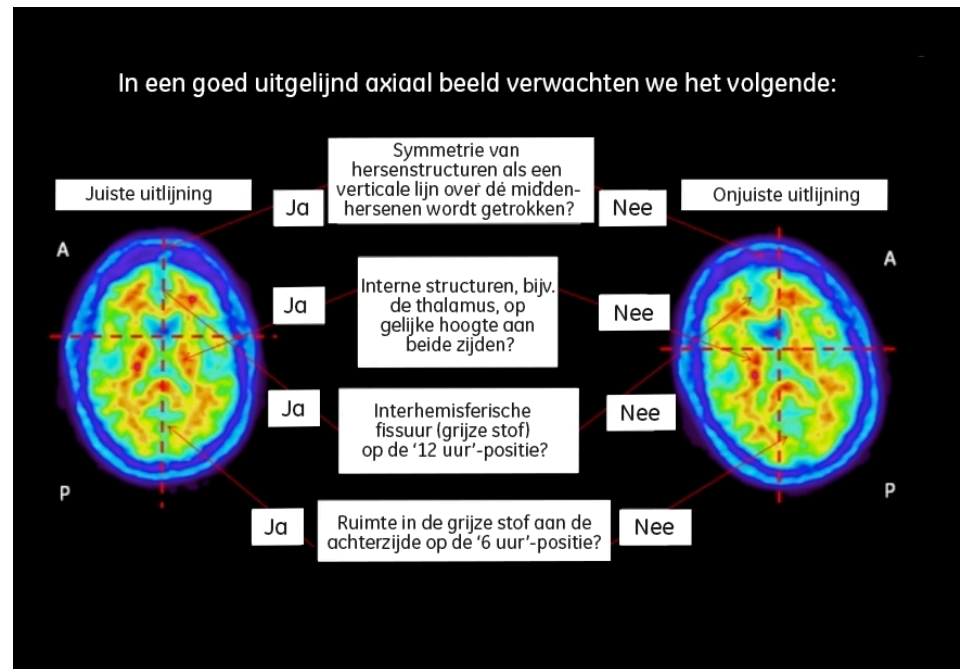 In een goed uitgelijnd axiaal beeld verwachten we het volgende:
Symmetrie van
hersenstructuren als een
verticale lijn over de midden-
hersenen wordt getrokken?
Juiste uitlijning
Ja
Nee
Onjuiste uitlijning
A
A
Interne structuren, bijv.
de thalamus, op
gelijke hoogte aan
beide zijden?
Ja
Nee
Interhemisferische
fissuur (grijze stof)
op de ‘12 uur’-positie?
Ja
Nee
P
P
Ruimte in de grijze stof aan de
achterzijde op de ‘6 uur’-positie?
Ja
Nee